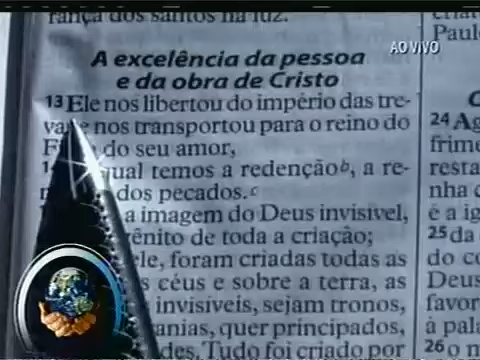 rança dos santos na luz.
A excelência da pessoa
e da obra de Cristo
13 Ele nos libertou do império das tre-
e nos transportou para o reino do
do seu amor,
qual temos a redenção b, a re-
dos pecados. c
a imagem do Deus invisível,
de toda a criação;
foram criadas todas as
céus e sobre a terra, as
invisíveis, sejam tronos,
quer principados,
Tudo foi criado por
AO VIVO
Paul
24 Ag
frime
resta
nha c
é a ig
25 da
do co
Deus
favor
à pala
26 o n